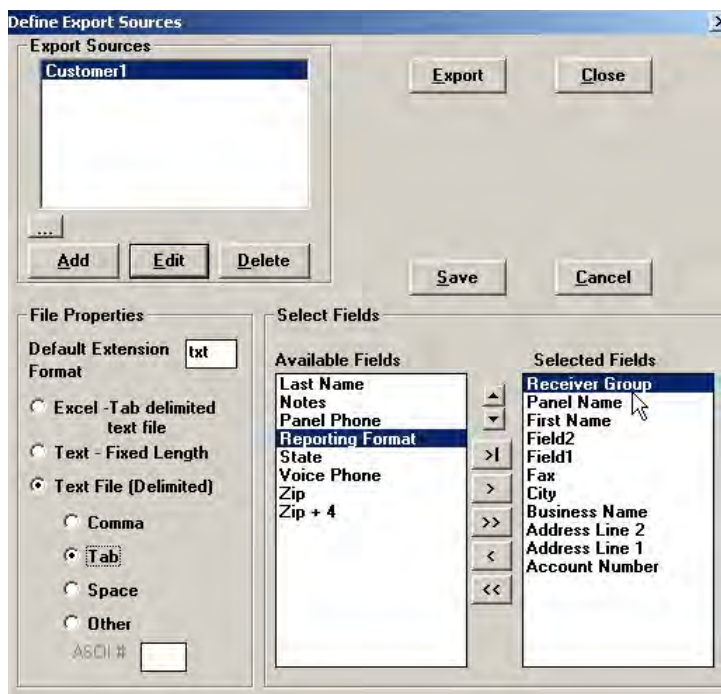 Define Export Sources
Export Sources
Customer1
...
Add
Edit
Delete
Export
Close
Save
Cancel
File Properties
Default Extension
txt
Format
Excel -Tab delimited
text file
Text - Fixed Length
Text File (Delimited)
Comma
Tab
Space
Other
ASCII #
Select Fields
Available Fields
Last Name
Notes
Panel Phone
Reporting Format
State
Voice Phone
Zip
Zip + 4
>|
>
>>
<
<<
Selected Fields
Receiver Group
Panel Name
First Name
Field2
Field1
Fax
City
Business Name
Address Line 2
Address Line 1
Account Number